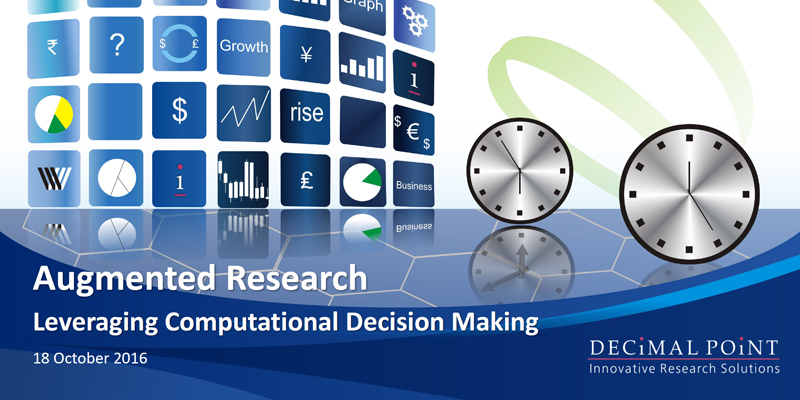 Graph
₹
?
$ £
Growth
¥
i
$
rise
$ € $
i
£
Business
Business
Augmented Research
Leveraging Computational Decision Making
18 October 2016
DECiMAL POiNT
Innovative Research Solutions